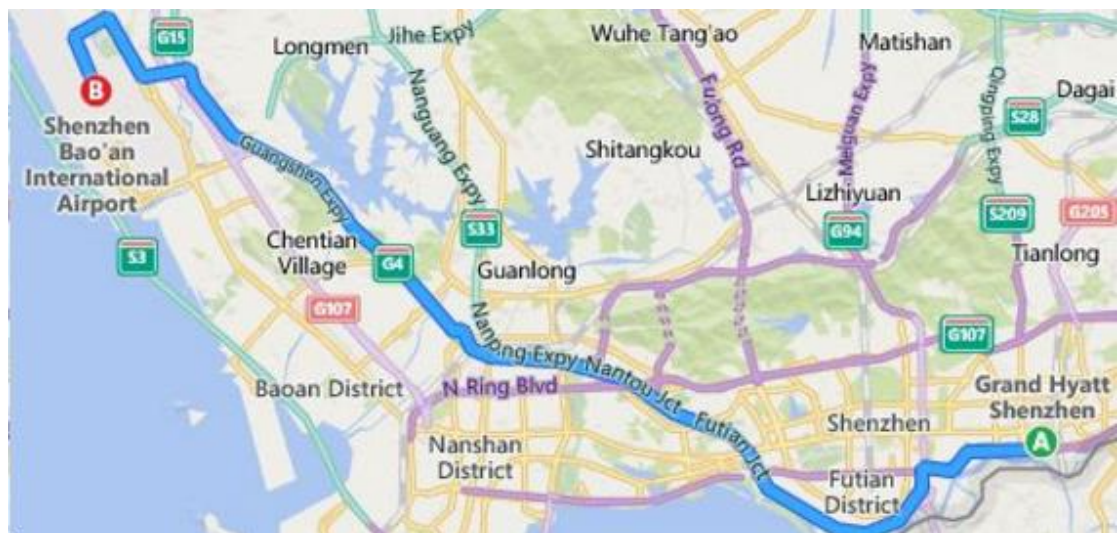 G15
Longmen
Jihe Expy
Wuhe Tang'ao
Matishan
B
Shenzhen
Bao'an
International
Airport
Nanguang Expy
Fulong Rd
Meiguan Expy
Qingping Expy
Dagai
S28
Guangshen Expy
Shitangkou
Lizhiyuan
S209
G205
S3
Chentian
Village
G4
S33
Guanlong
G94
Tianlong
G107
Nanping Expy
Nantou Jct
G107
Baoan District
N Ring Blvd
Futian Jct
Grand Hyatt
Shenzhen
A
Nanshan
District
Shenzhen
Futian
District